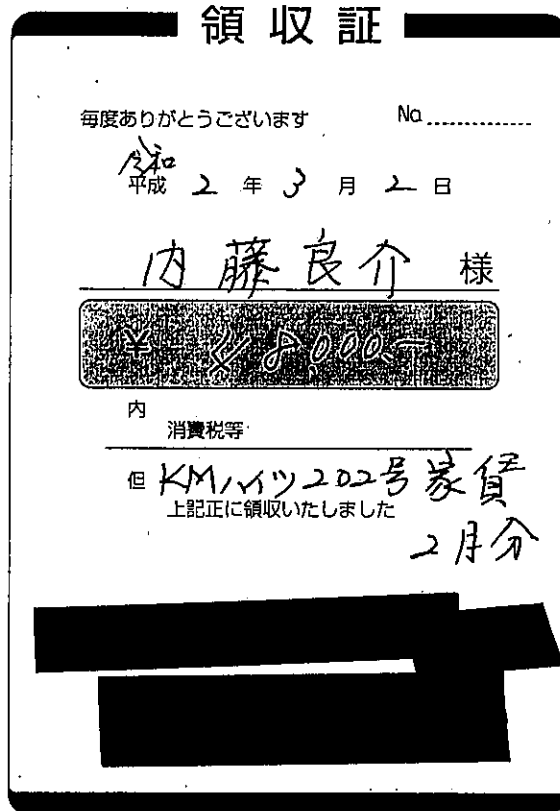 領収証
毎度ありがとうございます No.
令和
平成 2 年 3 月 2 日
内藤良介 様
内
消費税等
但 KMハイツ202号家賃
上記正に領収いたしました
2月分